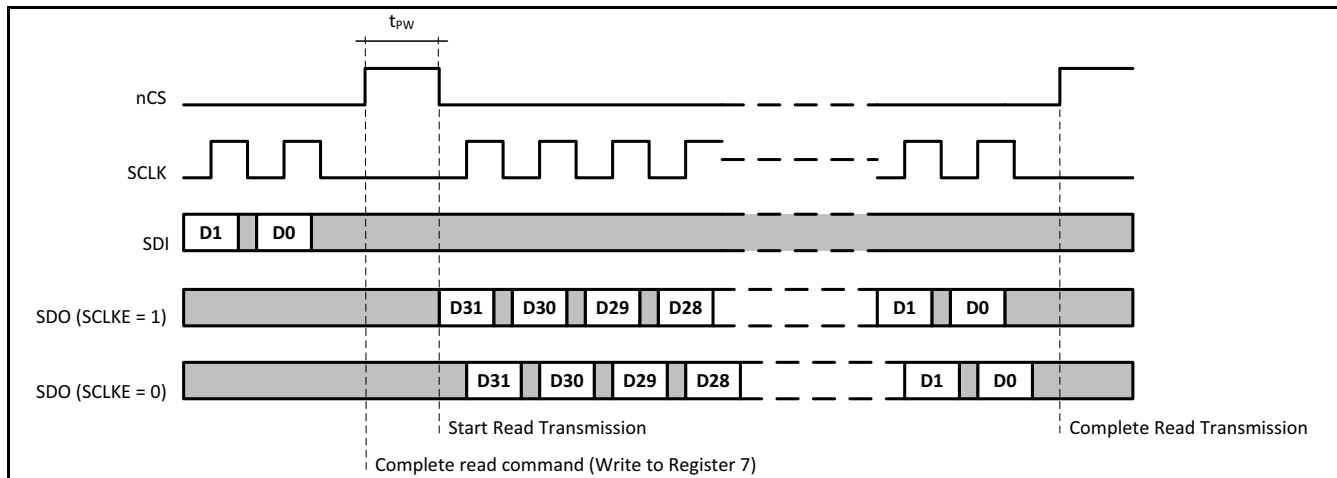 tPW
nCS
SCLK
SDI D1 D0
SDO (SCLKE = 1) D31 D30 D29 D28 D1 D0
SDO (SCLKE = 0) D31 D30 D29 D28 D1 D0
Start Read Transmission Complete Read Transmission
Complete read command (Write to Register 7)